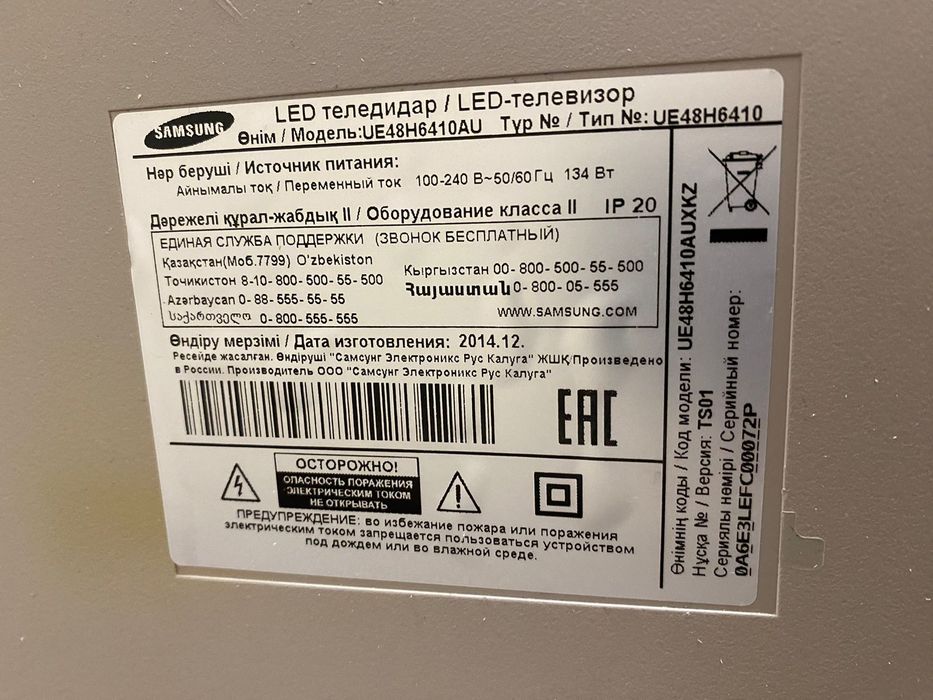 SAMSUNG
LED теледидар / LED-телевизор
Өнім / Модель:UE48H6410AU Түр № / Тип №: UE48H6410
Нәр беруші / Источник питания:
Айнымалы ток / Переменный ток 100-240 В~50/60 Гц 134 Вт
Дәрежелі құрал-жабдық II / Оборудование класса II IP 20
ЕДИНАЯ СЛУЖБА ПОДДЕРЖКИ (ЗВОНОК БЕСПЛАТНЫЙ)
Қазақстан(Моб.7799) O'zbekiston
Точикистон 8-10-800-500-55-500
Кыргызстан 00-800-500-55-500
Azərbaycan 0-88-555-55-55
Հայաստան 0-800-05-555
საქართველო 0-800-555-555
WWW.SAMSUNG.COM
Өндіру мерзімі / Дата изготовления: 2014.12.
Ресейде жасалған. Өндіруші "Самсунг Электроникс Рус Калуга" ЖШҚ/Произведено
в России. Производитель ООО "Самсунг Электроникс Рус Калуга"
EAC
ОСТОРОЖНО!
ОПАСНОСТЬ ПОРАЖЕНИЯ
ЭЛЕКТРИЧЕСКИМ ТОКОМ
НЕ ОТКРЫВАТЬ
ПРЕДУПРЕЖДЕНИЕ: во избежание пожара или поражения
электрическим током запрещается пользоваться устройством
под дождем или во влажной среде.
Өнімнің коды / Код модели: UE48H6410AUXKZ
Нұсқа № / Версия: TS01
Сериялы нөмірі / Серийный номер:
0A6E3LEFC00072P